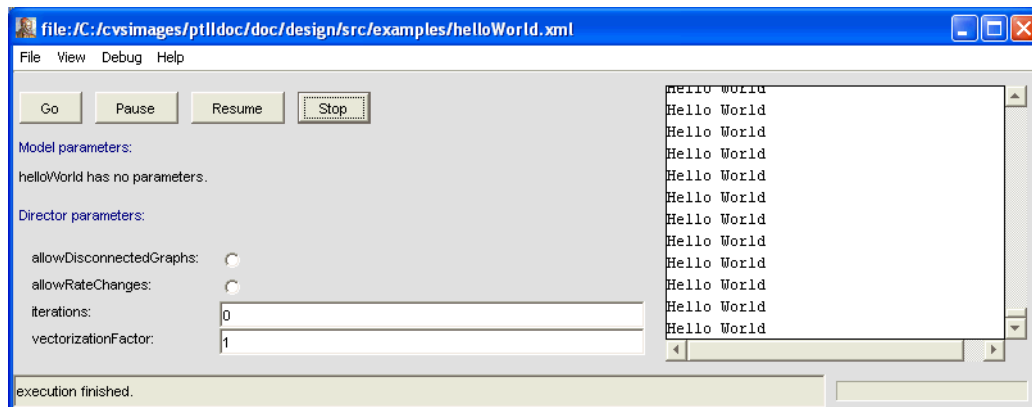 file:/C:/cvsimages/ptIIdoc/doc/design/src/examples/helloWorld.xml
File View Debug Help
Go Pause Resume Stop
Model parameters:
helloWorld has no parameters.
Director parameters:
allowDisconnectedGraphs:
allowRateChanges:
iterations: 0
vectorizationFactor: 1
Hello World
Hello World
Hello World
Hello World
Hello World
Hello World
Hello World
Hello World
Hello World
Hello World
Hello World
Hello World
execution finished.